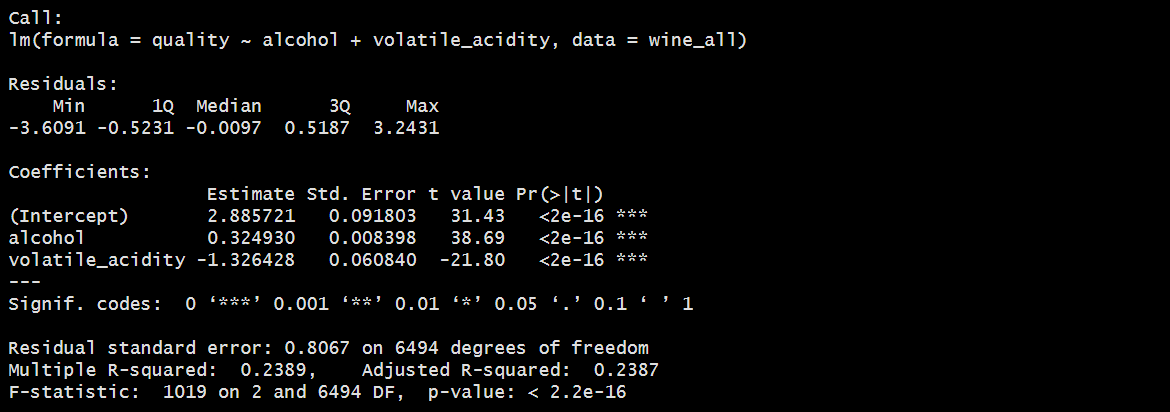 Call:
lm(formula = quality ~ alcohol + volatile_acidity, data = wine_all)

Residuals:
    Min      1Q  Median      3Q     Max
-3.6091 -0.5231 -0.0097  0.5187  3.2431

Coefficients:
                  Estimate Std. Error t value Pr(>|t|)
(Intercept)       2.885721   0.091803   31.43   <2e-16 ***
alcohol           0.324930   0.008398   38.69   <2e-16 ***
volatile_acidity -1.326428   0.060840  -21.80   <2e-16 ***
---
Signif. codes:  0 ‘***’ 0.001 ‘**’ 0.01 ‘*’ 0.05 ‘.’ 0.1 ‘ ’ 1

Residual standard error: 0.8067 on 6494 degrees of freedom
Multiple R-squared:  0.2389,    Adjusted R-squared:  0.2387
F-statistic:  1019 on 2 and 6494 DF,  p-value: < 2.2e-16